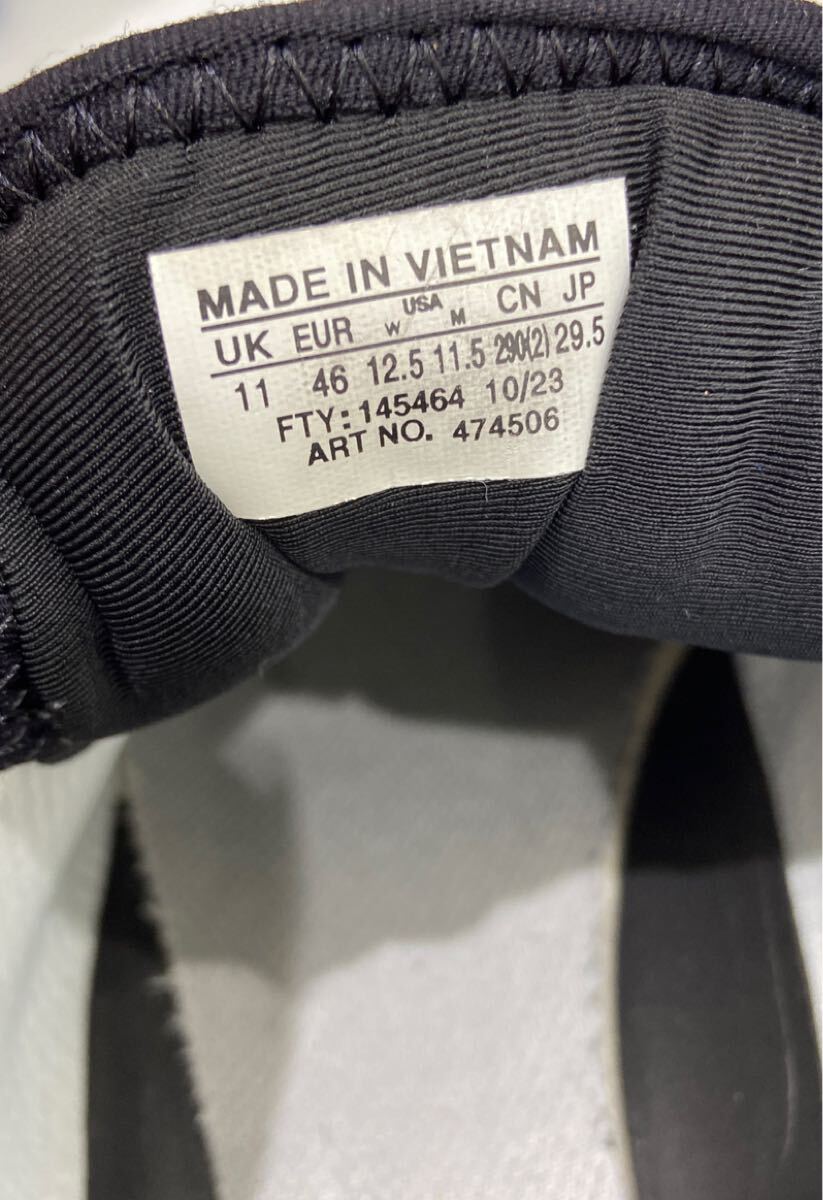 MADE IN VIETNAM
UK EUR USA W M CN JP
11 46 12.5 11.5 290(2) 29.5
FTY: 145464 10/23
ART NO. 474506